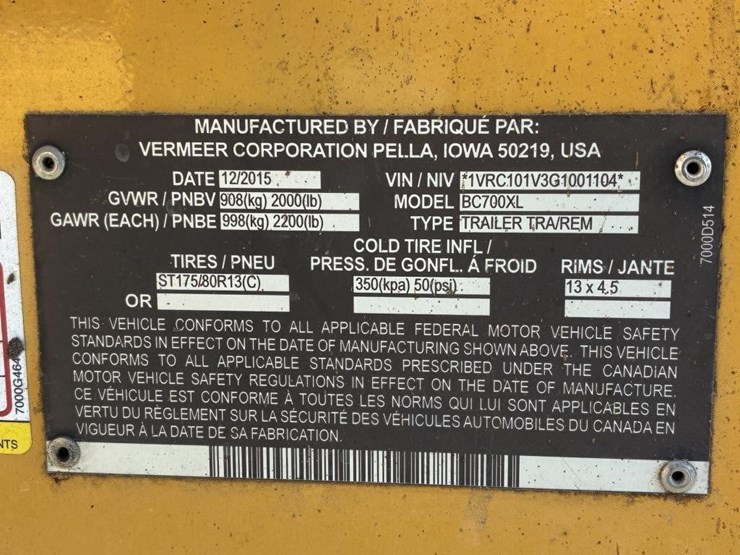 MANUFACTURED BY / FABRIQUÉ PAR:
VERMEER CORPORATION PELLA, IOWA 50219, USA
DATE 12/2015 VIN / NIV *1VRC101V3G1001104*
GVWR / PNBV 908(kg) 2000(lb) MODEL BC700XL
GAWR (EACH) / PNBE 998(kg) 2200(lb) TYPE TRAILER TRA/REM
COLD TIRE INFL /
TIRES / PNEU PRESS. DE GONFL. Á FROID RIMS / JANTE
ST175/80R13(C) 350(kpa) 50(psi) 13 x 4.5
OR
THIS VEHICLE CONFORMS TO ALL APPLICABLE FEDERAL MOTOR VEHICLE SAFETY
STANDARDS IN EFFECT ON THE DATE OF MANUFACTURING SHOWN ABOVE. THIS VEHICLE
CONFORMS TO ALL APPLICABLE STANDARDS PRESCRIBED UNDER THE CANADIAN
MOTOR VEHICLE SAFETY REGULATIONS IN EFFECT ON THE DATE OF MANUFACTURE.
CE VÉHICULE EST CONFORME À TOUTES LES NORMS QUI LUI SONT APPLICABLES EN
VERTU DU RÈGLEMENT SUR LA SÉCURITÉ DES VÉHICULES AUTOMOBILES DU CANADA EN
VIGUEUR À LA DATE DE SA FABRICATION.
7000D514